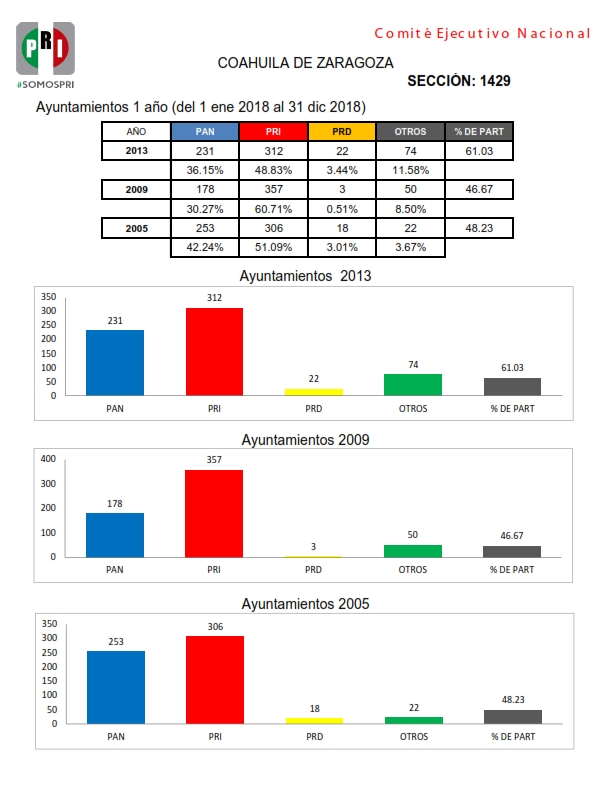 Comité Ejecutivo Nacional
PRI
#SOMOSPRI
COAHUILA DE ZARAGOZA
SECCIÓN: 1429
Ayuntamientos 1 año (del 1 ene 2018 al 31 dic 2018)
AÑO PAN PRI PRD OTROS % DE PART
2013 231 312 22 74 61.03
36.15% 48.83% 3.44% 11.58%
2009 178 357 3 50 46.67
30.27% 60.71% 0.51% 8.50%
2005 253 306 18 22 48.23
42.24% 51.09% 3.01% 3.67%
Ayuntamientos 2013
350
300
250
200
150
100
50
0
231 312 22 74 61.03
PAN PRI PRD OTROS % DE PART
Ayuntamientos 2009
400
300
200
100
0
178 357 3 50 46.67
PAN PRI PRD OTROS % DE PART
Ayuntamientos 2005
350
300
250
200
150
100
50
0
253 306 18 22 48.23
PAN PRI PRD OTROS % DE PART